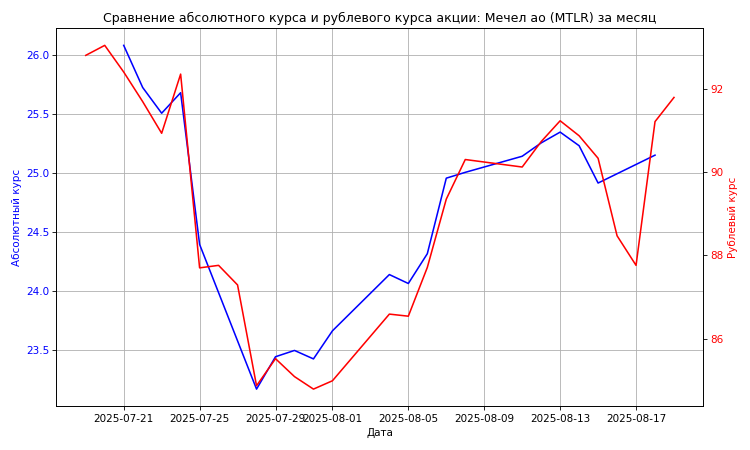 Сравнение абсолютного курса и рублевого курса акции: Мечел ао (MTLR) за месяц
26.0
25.5
25.0
24.5
24.0
23.5
Абсолютный курс
92
90
88
86
Рублевый курс
2025-07-21 2025-07-25 2025-07-29 2025-08-01 2025-08-05 2025-08-09 2025-08-13 2025-08-17
Дата